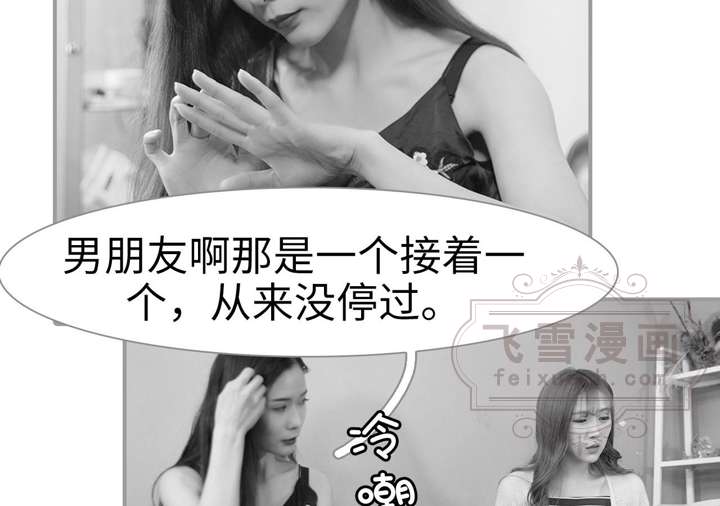 男朋友啊那是一个接着一
个，从来没停过。
飞雪漫画
冷
嘲